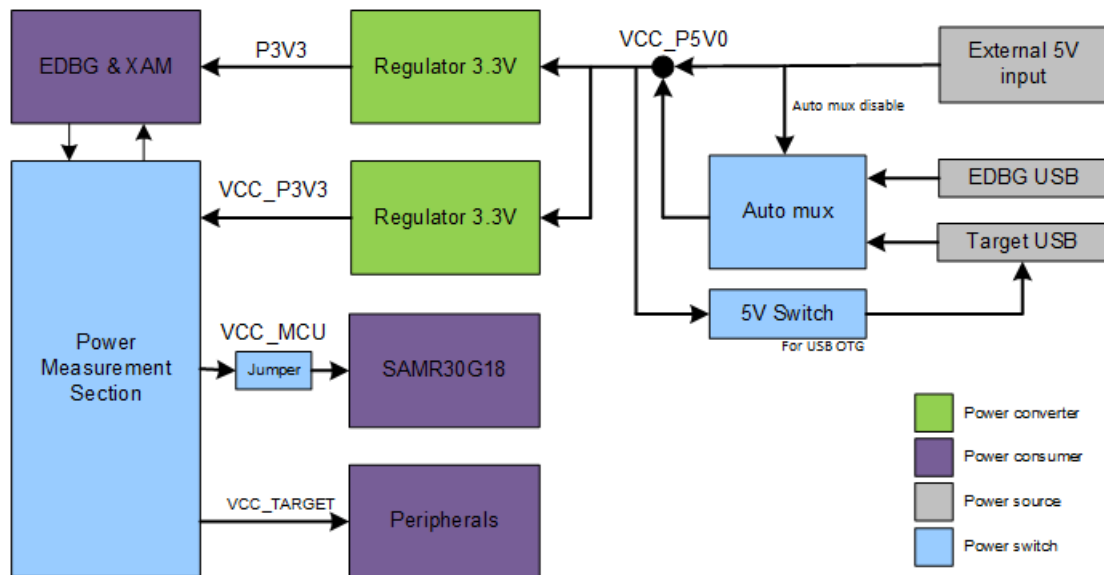 EDBG & XAM
P3V3
Regulator 3.3V
VCC_P5V0
External 5V
input
Auto mux disable
VCC_P3V3
Regulator 3.3V
Auto mux
EDBG USB
Target USB
5V Switch
For USB OTG
Power
Measurement
Section
VCC_MCU
Jumper
SAMR30G18
VCC_TARGET
Peripherals
Power converter
Power consumer
Power source
Power switch